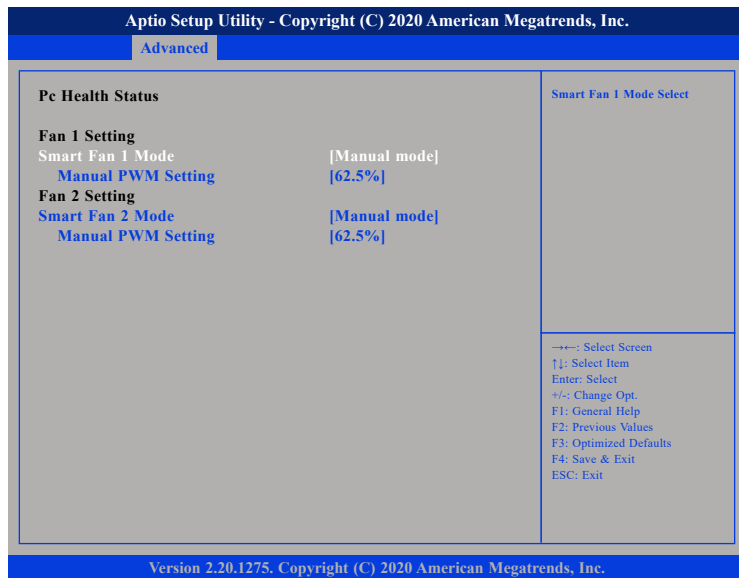 Aptio Setup Utility - Copyright (C) 2020 American Megatrends, Inc.
Advanced
Pc Health Status
Fan 1 Setting
Smart Fan 1 Mode [Manual mode]
Manual PWM Setting [62.5%]
Fan 2 Setting
Smart Fan 2 Mode [Manual mode]
Manual PWM Setting [62.5%]
Smart Fan 1 Mode Select
→←: Select Screen
↑↓: Select Item
Enter: Select
+/-: Change Opt.
F1: General Help
F2: Previous Values
F3: Optimized Defaults
F4: Save & Exit
ESC: Exit
Version 2.20.1275. Copyright (C) 2020 American Megatrends, Inc.